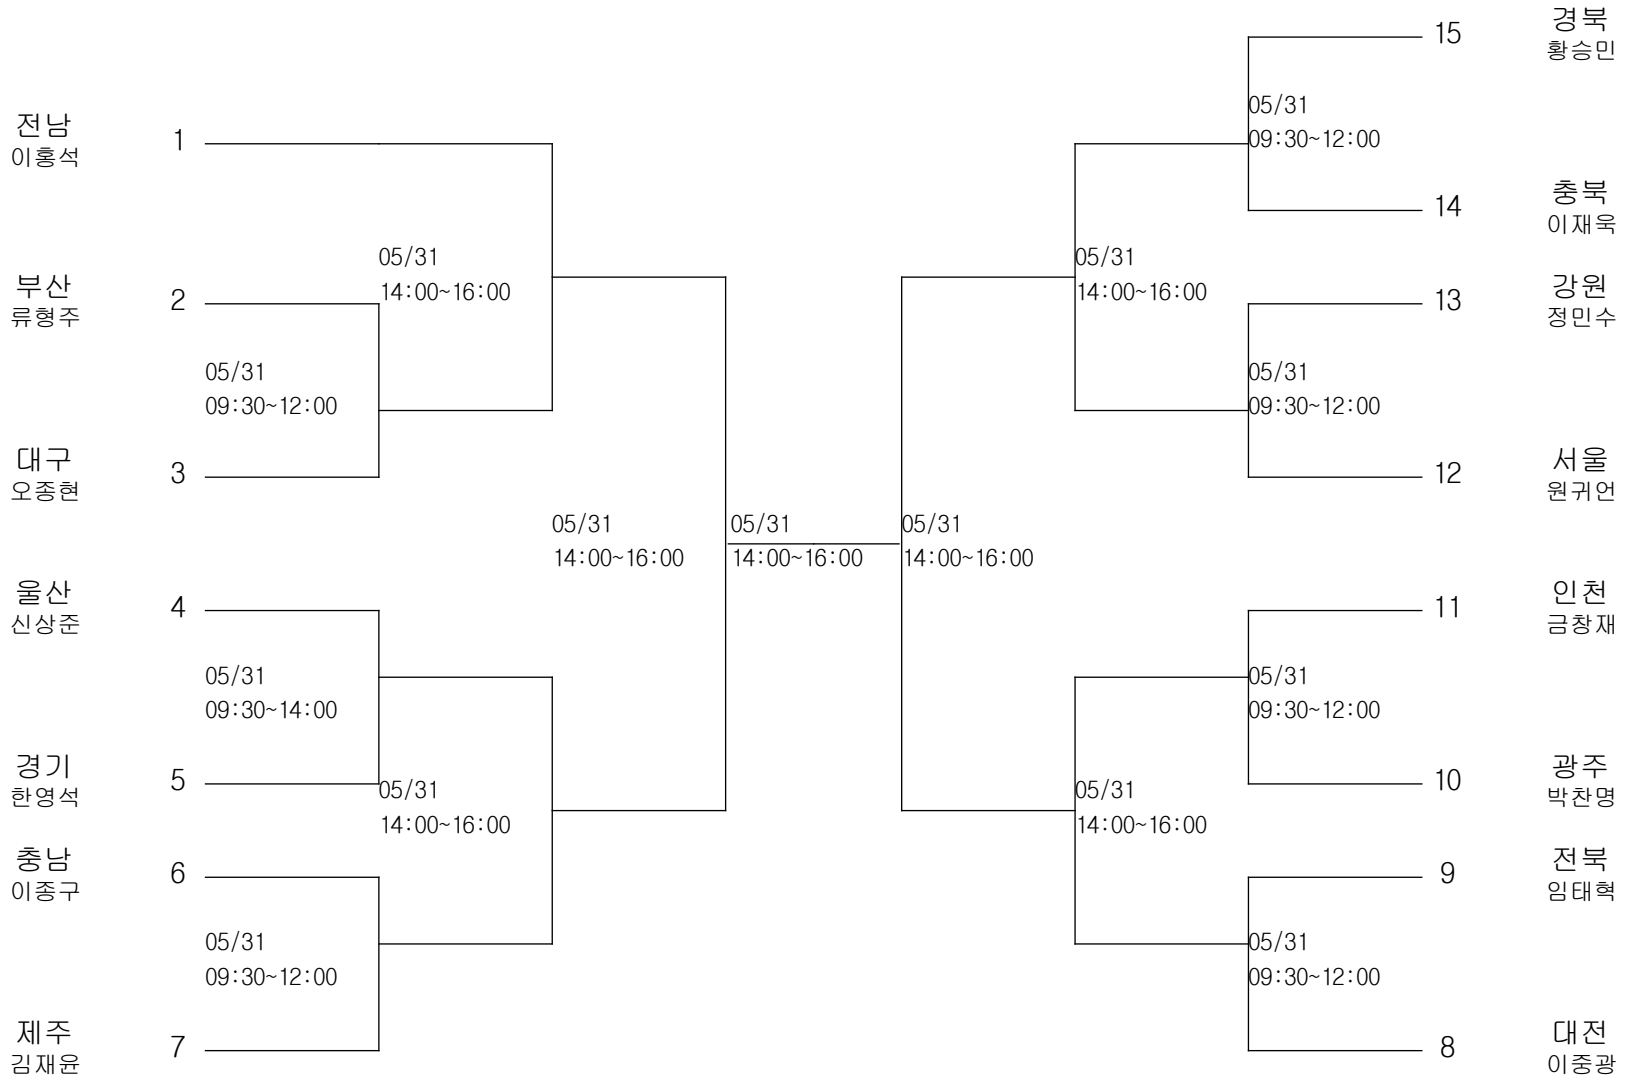 경북
15
황승민
05/31
전남
1
09:30~12:00
이홍석
충북
14
이재욱
05/31
05/31
부산
2
14:00~16:00
14:00~16:00
13
강원
류형주
정민수
05/31
05/31
09:30~12:00
09:30~12:00
대구
3
12
서울
오종현
원귀언
05/31
05/31
05/31
14:00~16:00
14:00~16:00
14:00~16:00
울산
4
11
인천
신상준
금창재
05/31
05/31
09:30~14:00
09:30~12:00
경기
5
10
광주
한영석
05/31
05/31
박찬명
14:00~16:00
14:00~16:00
충남
6
9
전북
이종구
임태혁
05/31
05/31
09:30~12:00
09:30~12:00
제주
7
8
대전
김재윤
이중광